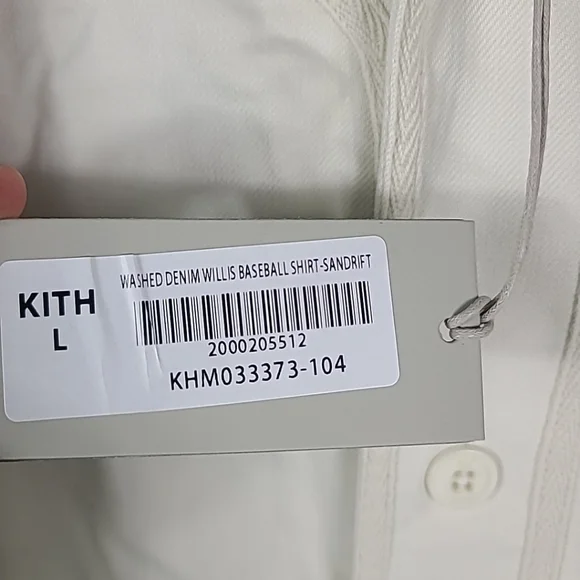 WASHED DENIM WILLIS BASEBALL SHIRT-SANDRIFT
KITH
L
2000205512
KHM033373-104